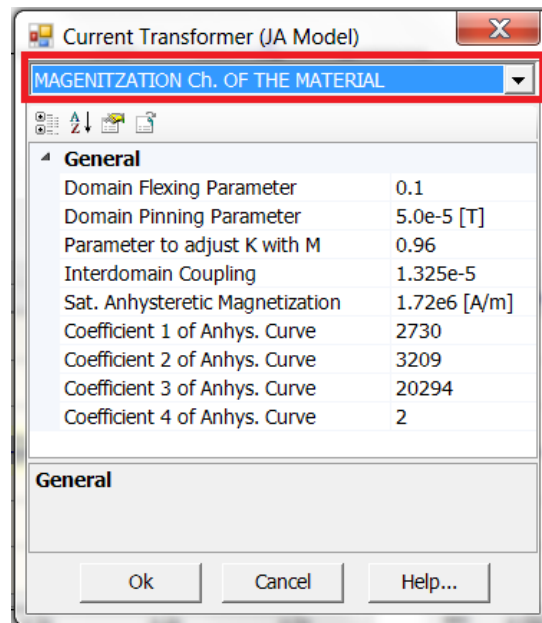 Current Transformer (JA Model)
MAGENITZATION Ch. OF THE MATERIAL
General
Domain Flexing Parameter 0.1
Domain Pinning Parameter 5.0e-5 [T]
Parameter to adjust K with M 0.96
Interdomain Coupling 1.325e-5
Sat. Anhysteretic Magnetization 1.72e6 [A/m]
Coefficient 1 of Anhys. Curve 2730
Coefficient 2 of Anhys. Curve 3209
Coefficient 3 of Anhys. Curve 20294
Coefficient 4 of Anhys. Curve 2
General
Ok Cancel Help...